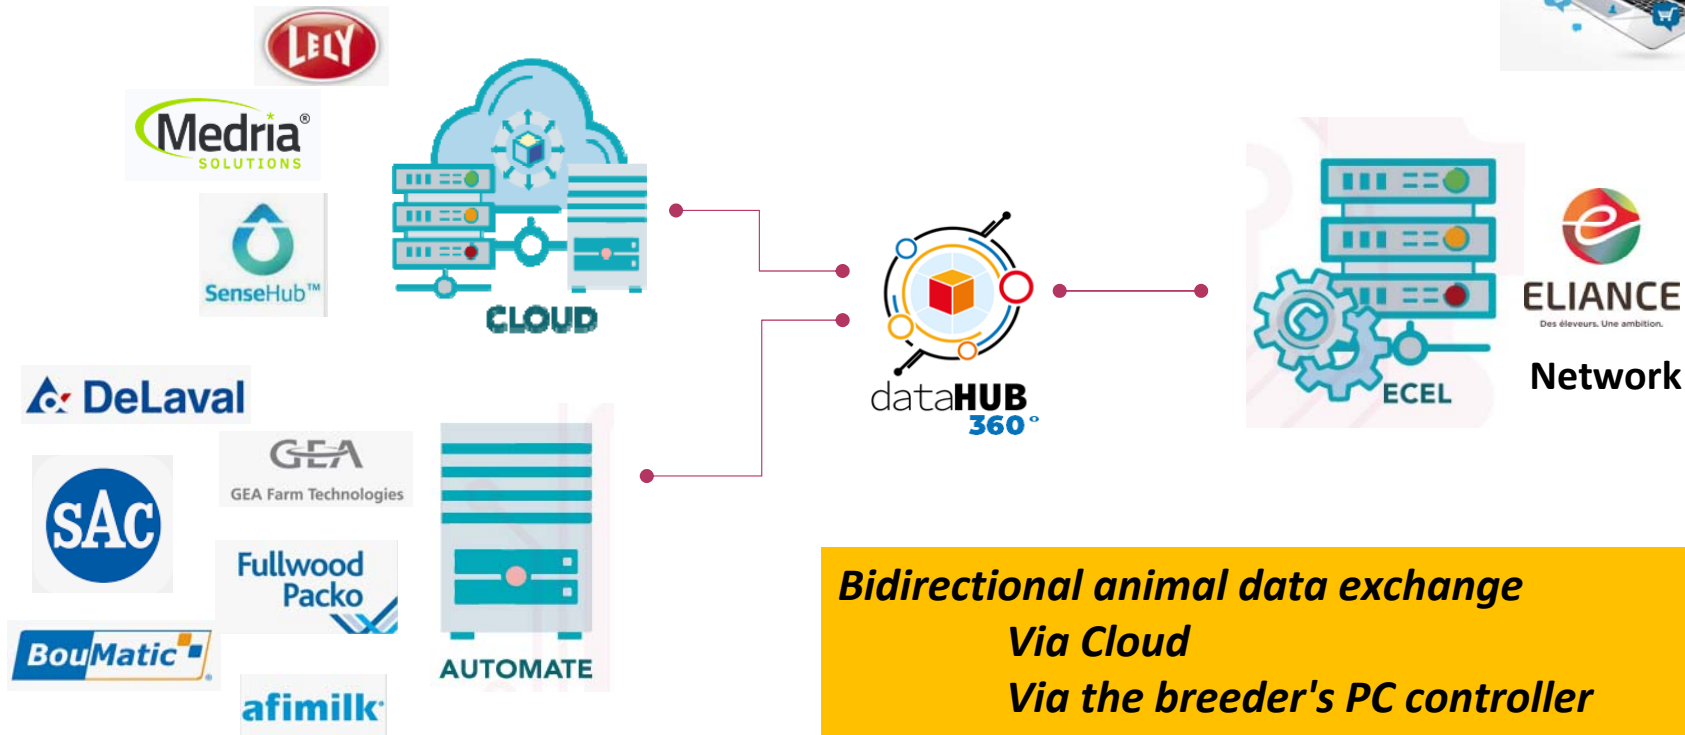 LELY
Medria®
SOLUTIONS
SenseHub™
CLOUD
DeLaval
GEA
GEA Farm Technologies
SAC
Fullwood
Packo
BouMatic®
afimilk
AUTOMATE
dataHUB
360°
ECEL
ELIANCE
Des éleveurs. Une ambition.
Network
Bidirectional animal data exchange
Via Cloud
Via the breeder's PC controller